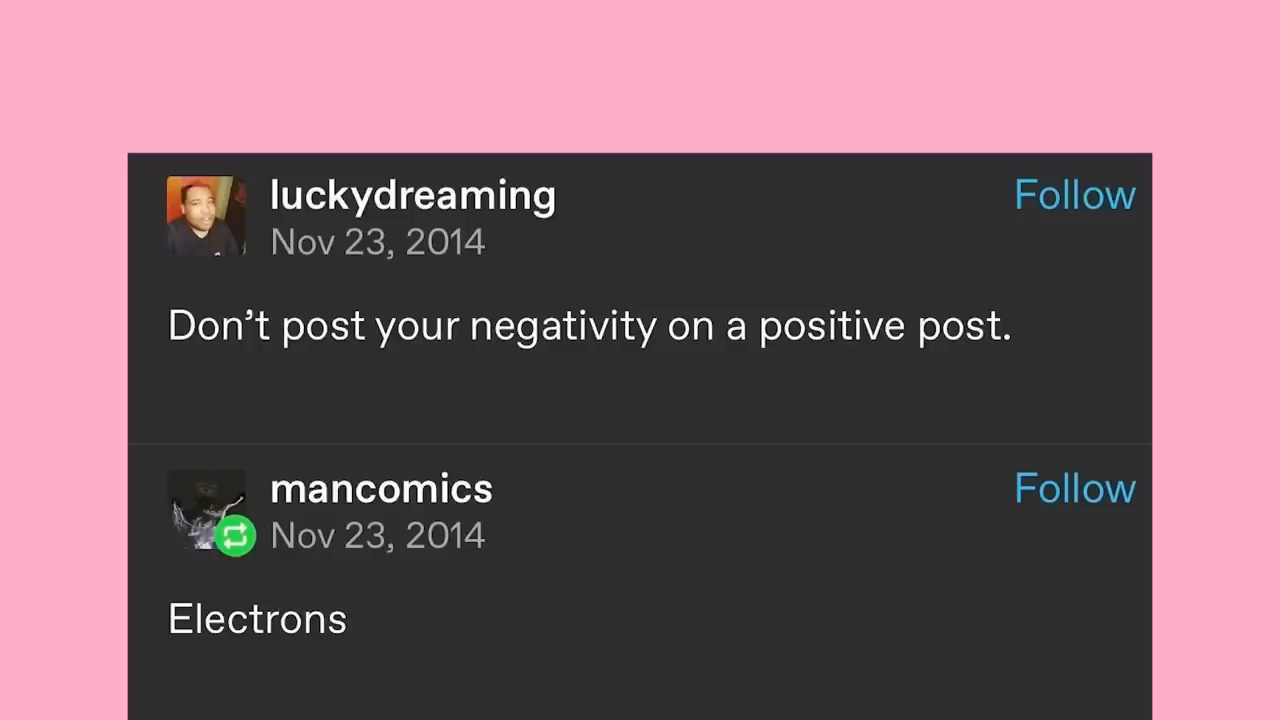 luckydreaming
Follow
Nov 23, 2014
Don’t post your negativity on a positive post.
mancomics
Follow
Nov 23, 2014
Electrons